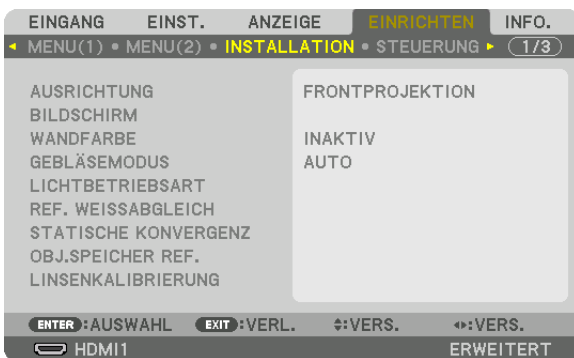 EINGANG EINST. ANZEIGE EINRICHTEN INFO.
MENU(1) • MENU(2) • INSTALLATION • STEUERUNG 1/3
AUSRICHTUNG FRONTPROJEKTION
BILDSCHIRM
WANDFARBE INAKTIV
GEBLÄSEMODUS AUTO
LICHTBETRIEBSART
REF. WEISSABGLEICH
STATISCHE KONVERGENZ
OBJ.SPEICHER REF.
LINSENKALIBRIERUNG
ENTER :AUSWAHL EXIT :VERL. :VERS. :VERS.
HDMI1 ERWEITERT